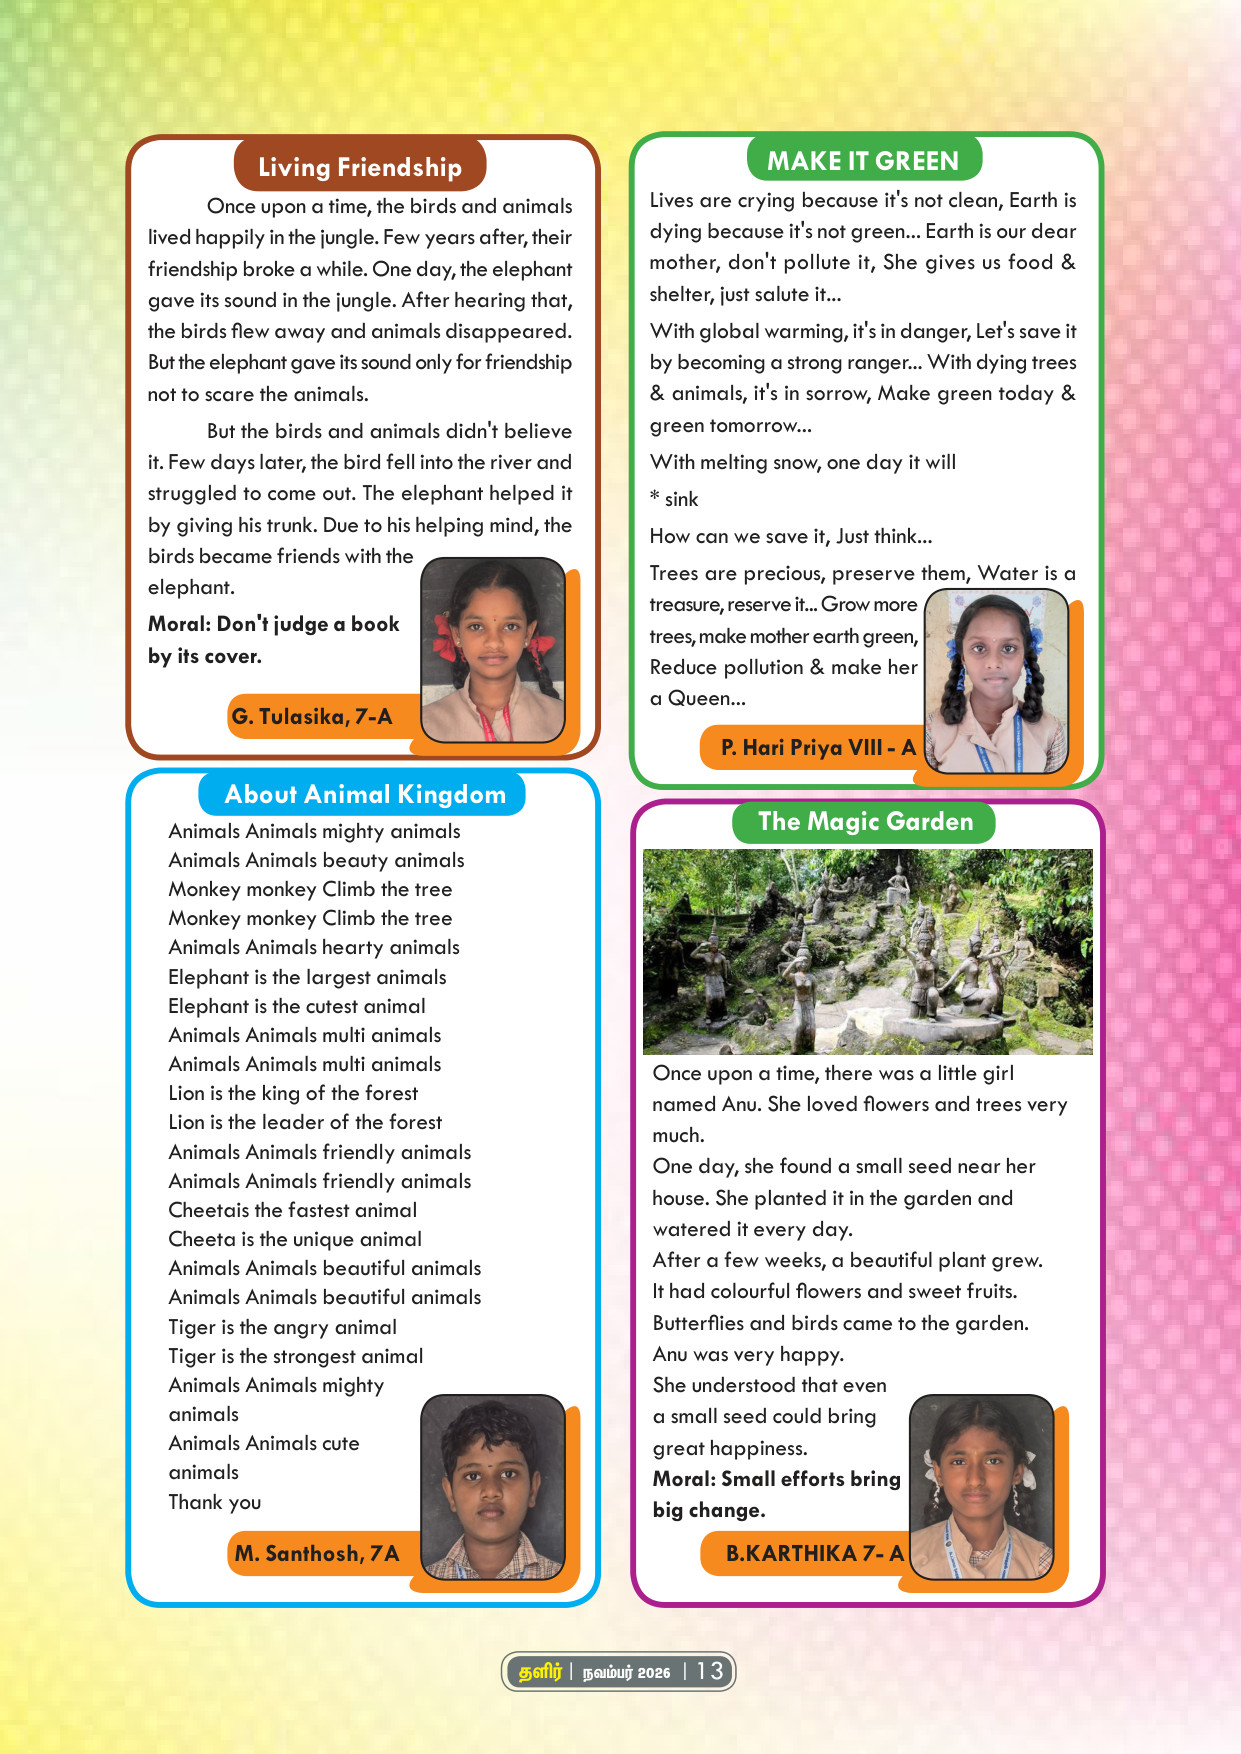 Living Friendship
Once upon a time, the birds and animals
lived happily in the jungle. Few years after, their
friendship broke a while. One day, the elephant
gave its sound in the jungle. After hearing that,
the birds flew away and animals disappeared.
But the elephant gave its sound only for friendship
not to scare the animals.
But the birds and animals didn't believe
it. Few days later, the bird fell into the river and
struggled to come out. The elephant helped it
by giving his trunk. Due to his helping mind, the
birds became friends with the
elephant.
Moral: Don't judge a book
by its cover.
G. Tulasika, 7-A
MAKE IT GREEN
Lives are crying because it's not clean, Earth is
dying because it's not green... Earth is our dear
mother, don't pollute it, She gives us food &
shelter, just salute it...
With global warming, it's in danger, Let's save it
by becoming a strong ranger... With dying trees
& animals, it's in sorrow, Make green today &
green tomorrow...
With melting snow, one day it will
* sink
How can we save it, Just think...
Trees are precious, preserve them, Water is a
treasure, reserve it... Grow more
trees, make mother earth green,
Reduce pollution & make her
a Queen...
P. Hari Priya VIII - A
About Animal Kingdom
Animals Animals mighty animals
Animals Animals beauty animals
Monkey monkey Climb the tree
Monkey monkey Climb the tree
Animals Animals hearty animals
Elephant is the largest animals
Elephant is the cutest animal
Animals Animals multi animals
Animals Animals multi animals
Lion is the king of the forest
Lion is the leader of the forest
Animals Animals friendly animals
Animals Animals friendly animals
Cheetais the fastest animal
Cheeta is the unique animal
Animals Animals beautiful animals
Animals Animals beautiful animals
Tiger is the angry animal
Tiger is the strongest animal
Animals Animals mighty
animals
Animals Animals cute
animals
Thank you
M. Santhosh, 7A
The Magic Garden
Once upon a time, there was a little girl
named Anu. She loved flowers and trees very
much.
One day, she found a small seed near her
house. She planted it in the garden and
watered it every day.
After a few weeks, a beautiful plant grew.
It had colourful flowers and sweet fruits.
Butterflies and birds came to the garden.
Anu was very happy.
She understood that even
a small seed could bring
great happiness.
Moral: Small efforts bring
big change.
B.KARTHIKA 7- A
தளிர் | நவம்பர் 2026 | 13